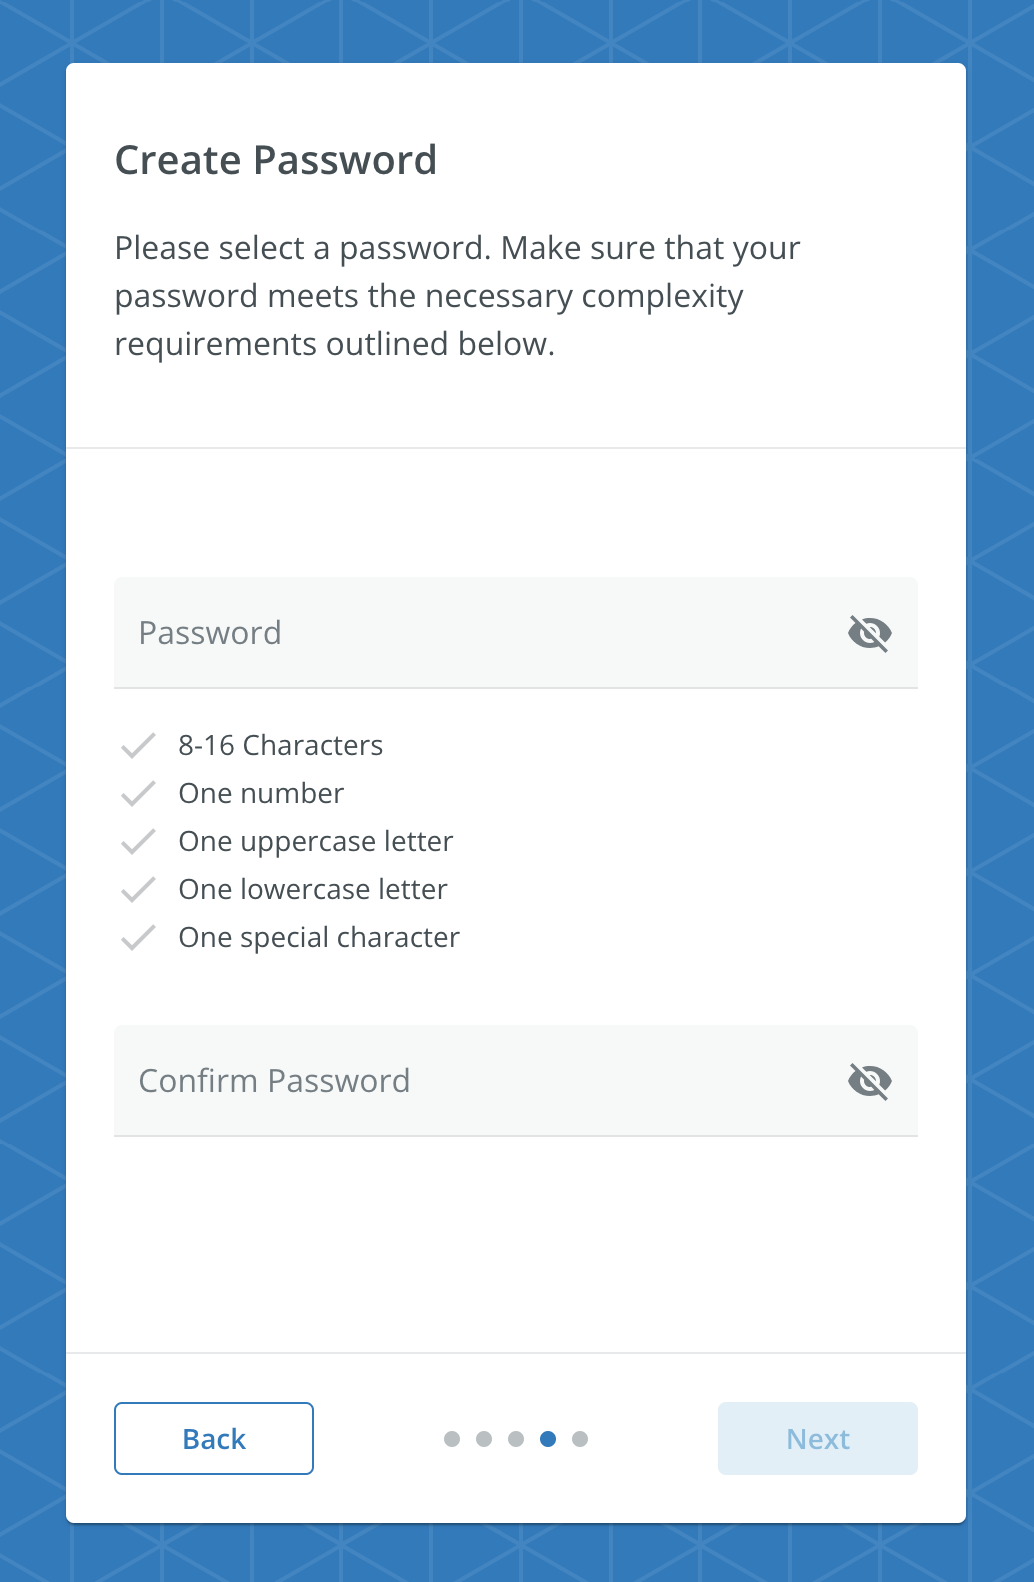 Create Password
Please select a password. Make sure that your
password meets the necessary complexity
requirements outlined below.
Password
8-16 Characters
One number
One uppercase letter
One lowercase letter
One special character
Confirm Password
Back
Next